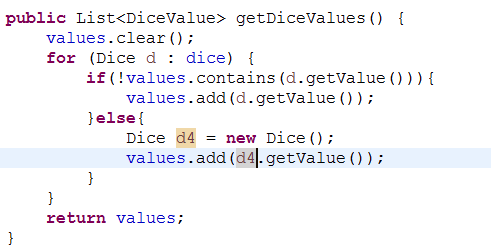 public List<DiceValue> getDiceValues() {
    values.clear();
    for (Dice d : dice) {
        if(!values.contains(d.getValue())){
            values.add(d.getValue());
        }else{
            Dice d4 = new Dice();
            values.add(d4.getValue());
        }
    }
    return values;
}